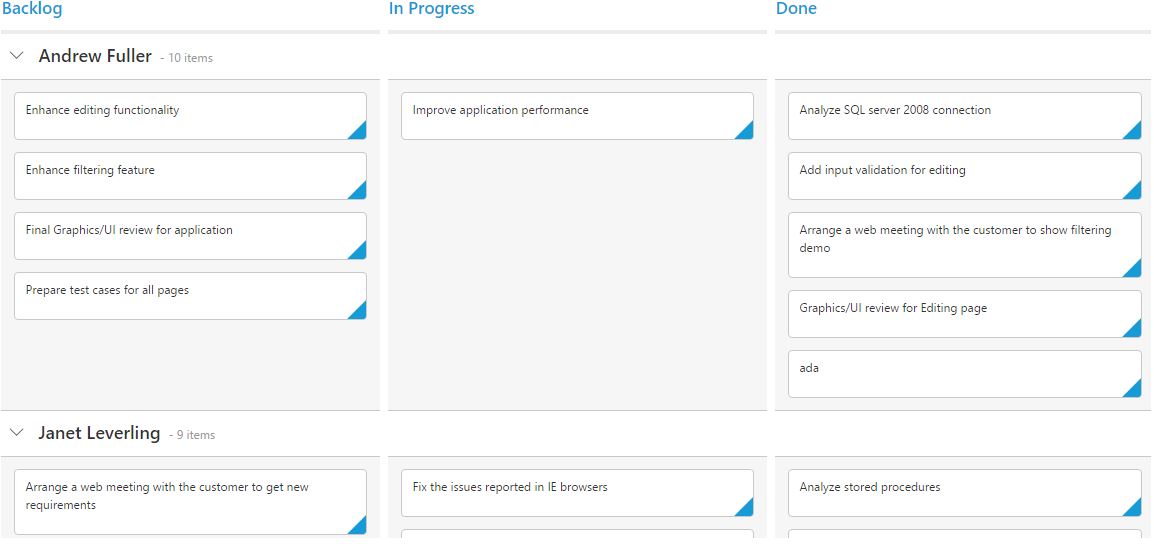 Backlog
In Progress
Done
Andrew Fuller - 10 items
Enhance editing functionality
Improve application performance
Analyze SQL server 2008 connection
Enhance filtering feature
Add input validation for editing
Final Graphics/UI review for application
Arrange a web meeting with the customer to show filtering
demo
Prepare test cases for all pages
Graphics/UI review for Editing page
ada
Janet Leverling - 9 items
Arrange a web meeting with the customer to get new
requirements
Fix the issues reported in IE browsers
Analyze stored procedures